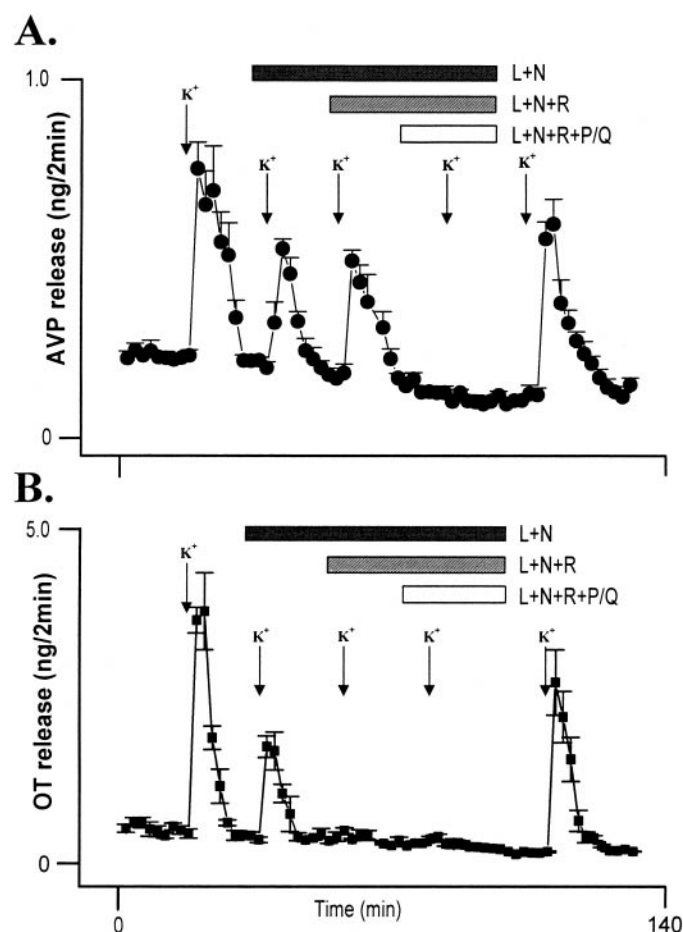 A.
AVP release (ng/2min)
1.0
0
K+
L+N
L+N+R
L+N+R+P/Q
K+
K+
K+
K+
B.
OT release (ng/2min)
5.0
0
K+
L+N
L+N+R
L+N+R+P/Q
K+
K+
K+
K+
0
Time (min)
140